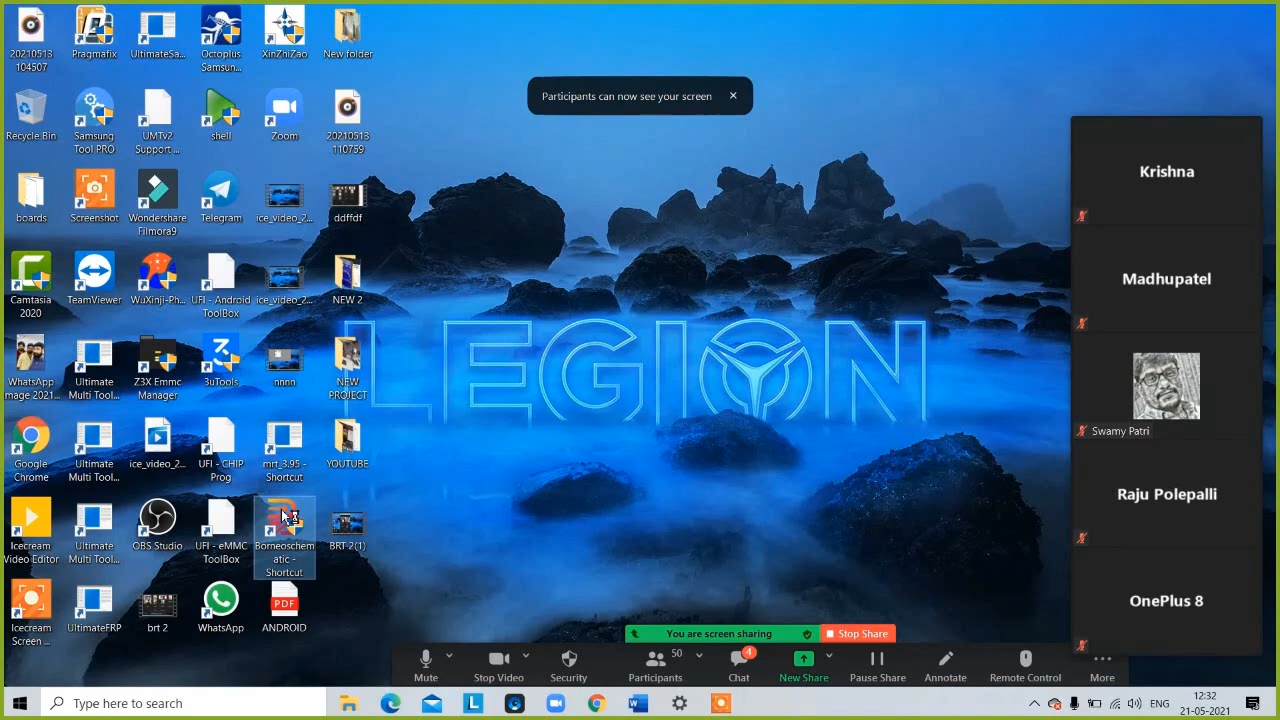 20210513
104507
Pragmafix
UltimateSa...
Octoplus
Samsun...
XinZhiZao
New folder
Participants can now see your screen
Recycle Bin
Samsung
Tool PRO
UMTv2
Support ...
shell
Zoom
20210513
110759
boards
Screenshot
Wondershare
Filmora9
Telegram
ice_video_2...
ddffdf
Camtasia
2020
TeamViewer
WuXinji-Ph...
UFI - Android
ToolBox
ice_video_2...
NEW 2
WhatsApp
mage 2021...
Ultimate
Multi Tool...
Z3X Emmc
Manager
3uTools
nnnn
NEW
PROJECT
Google
Chrome
Ultimate
Multi Tool...
ice_video_2...
UFI - CHIP
Prog
mrt_3.95 -
Shortcut
YOUTUBE
Icecream
Video Editor
Ultimate
Multi Tool...
OBS Studio
UFI - eMMC
ToolBox
Borneoschem
atic -
Shortcut
BRT 2(1)
Icecream
Screen ...
UltimateFRP
brt 2
WhatsApp
PDF
ANDROID
LEGION
Krishna
Madhupatel
Swamy Patri
Raju Polepalli
OnePlus 8
You are screen sharing
Stop Share
Mute
Stop Video
Security
50
Participants
4
Chat
New Share
Pause Share
Annotate
Remote Control
More
Type here to search
ENG
12:32
21-05-2021